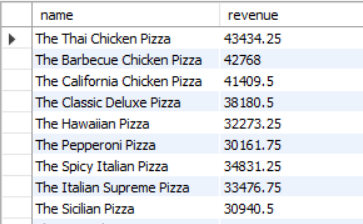 name revenue
The Thai Chicken Pizza 43434.25
The Barbecue Chicken Pizza 42768
The California Chicken Pizza 41409.5
The Classic Deluxe Pizza 38180.5
The Hawaiian Pizza 32273.25
The Pepperoni Pizza 30161.75
The Spicy Italian Pizza 34831.25
The Italian Supreme Pizza 33476.75
The Sicilian Pizza 30940.5